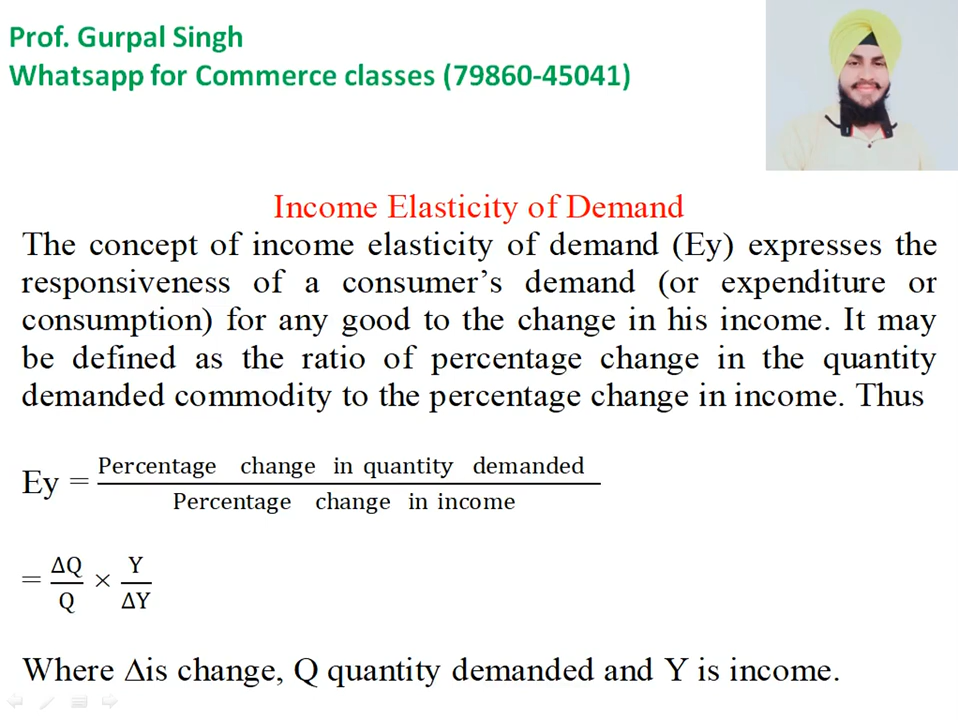 Prof. Gurpal Singh
Whatsapp for Commerce classes (79860-45041)
Income Elasticity of Demand
The concept of income elasticity of demand (Ey) expresses the
responsiveness of a consumer’s demand (or expenditure or
consumption) for any good to the change in his income. It may
be defined as the ratio of percentage change in the quantity
demanded commodity to the percentage change in income. Thus
Ey = Percentage change in quantity demanded / Percentage change in income
= ΔQ/Q × Y/ΔY
Where Δis change, Q quantity demanded and Y is income.